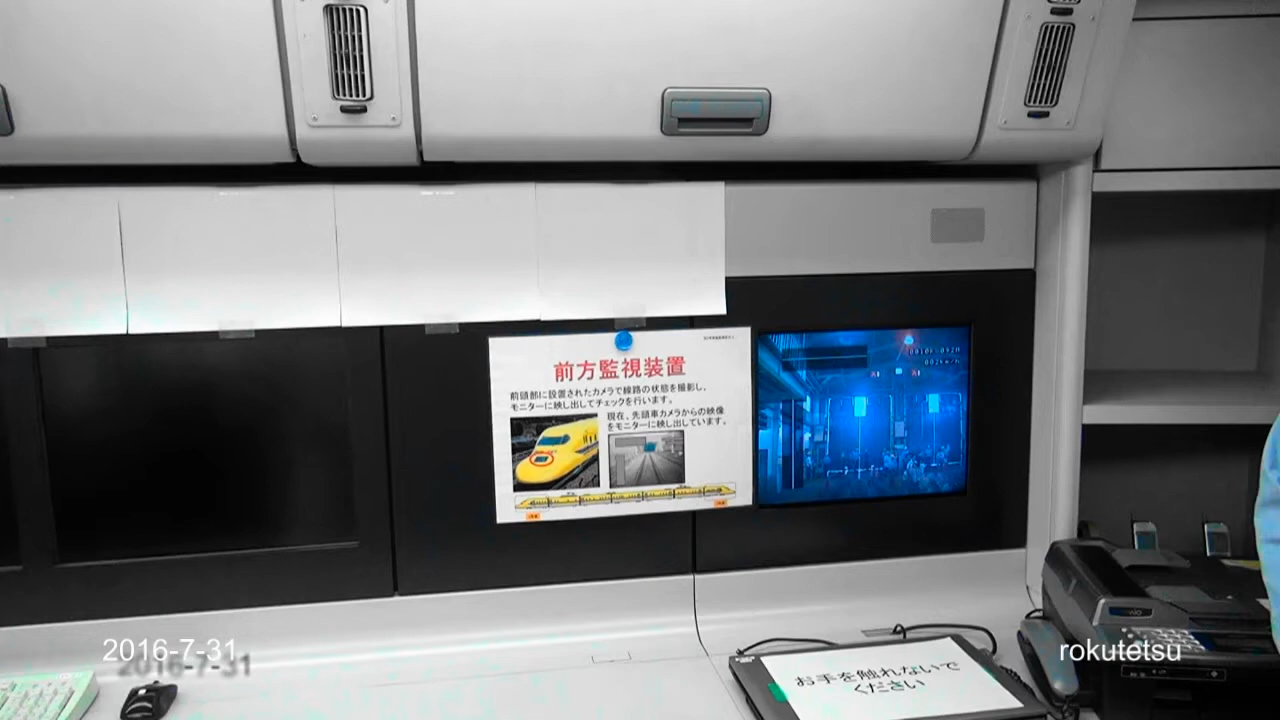 前方監視装置
前頭部に設置されたカメラで線路の状態を撮影し、
モニターに映し出してチェックを行います。
現在、先頭車カメラからの映像
をモニターに映し出しています。
002km/h
お手を触れないで
ください
2016-7-31
rokutetsu